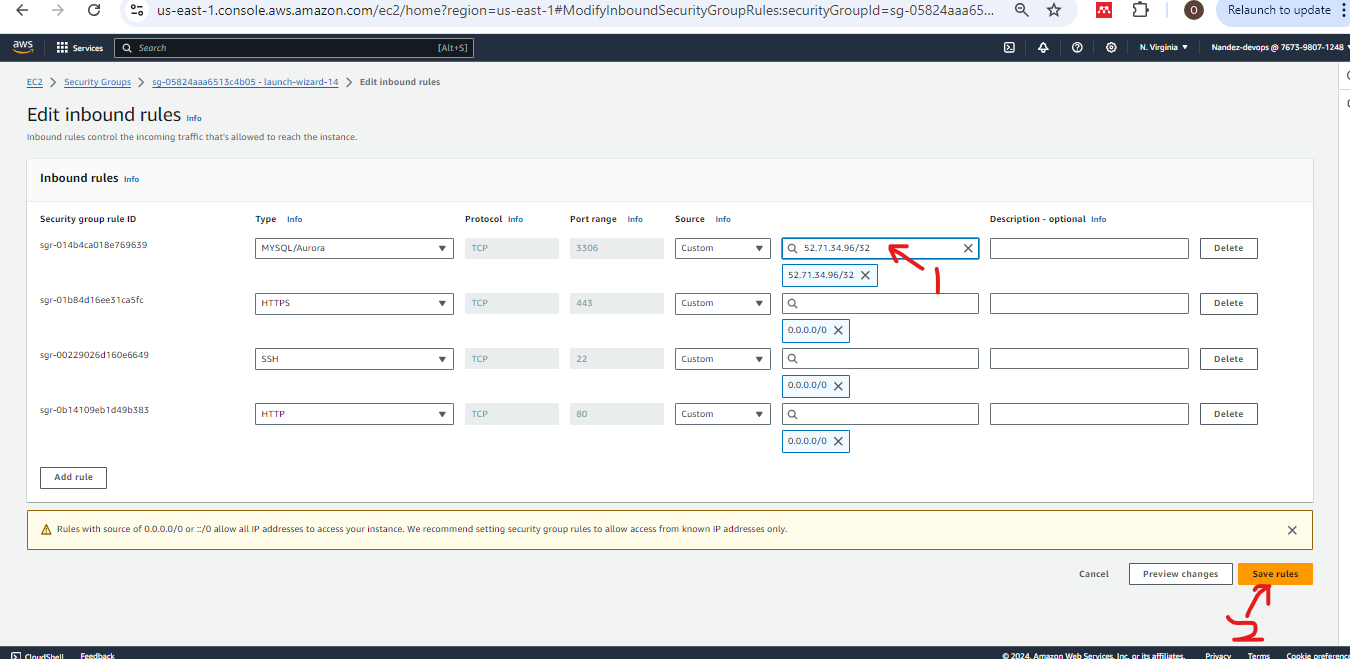 us-east-1.console.aws.amazon.com/ec2/home?region=us-east-1#ModifyInboundSecurityGroupRules:securityGroupId=sg-05824aaa65...
O
Relaunch to update
aws
Services
Search
[Alt+S]
N. Virginia
Nandez-devops @ 7673-9807-1248
EC2 > Security Groups > sg-05824aaa6513c4b05 - launch-wizard-14 > Edit inbound rules
Edit inbound rules Info
Inbound rules control the incoming traffic that's allowed to reach the instance.
Inbound rules Info
Security group rule ID Type Info Protocol Info Port range Info Source Info Description - optional Info
sgr-014b4ca018e769639 MYSQL/Aurora TCP 3306 Custom 52.71.34.96/32 Delete
52.71.34.96/32
1
sgr-01b84d16ee31ca5fc HTTPS TCP 443 Custom Delete
0.0.0.0/0
sgr-00229026d160e6649 SSH TCP 22 Custom Delete
0.0.0.0/0
sgr-0b14109eb1d49b383 HTTP TCP 80 Custom Delete
0.0.0.0/0
Add rule
Rules with source of 0.0.0.0/0 or ::/0 allow all IP addresses to access your instance. We recommend setting security group rules to allow access from known IP addresses only.
Cancel Preview changes Save rules
2
CloudShell Feedback © 2024, Amazon Web Services, Inc. or its affiliates. Privacy Terms Cookie preference